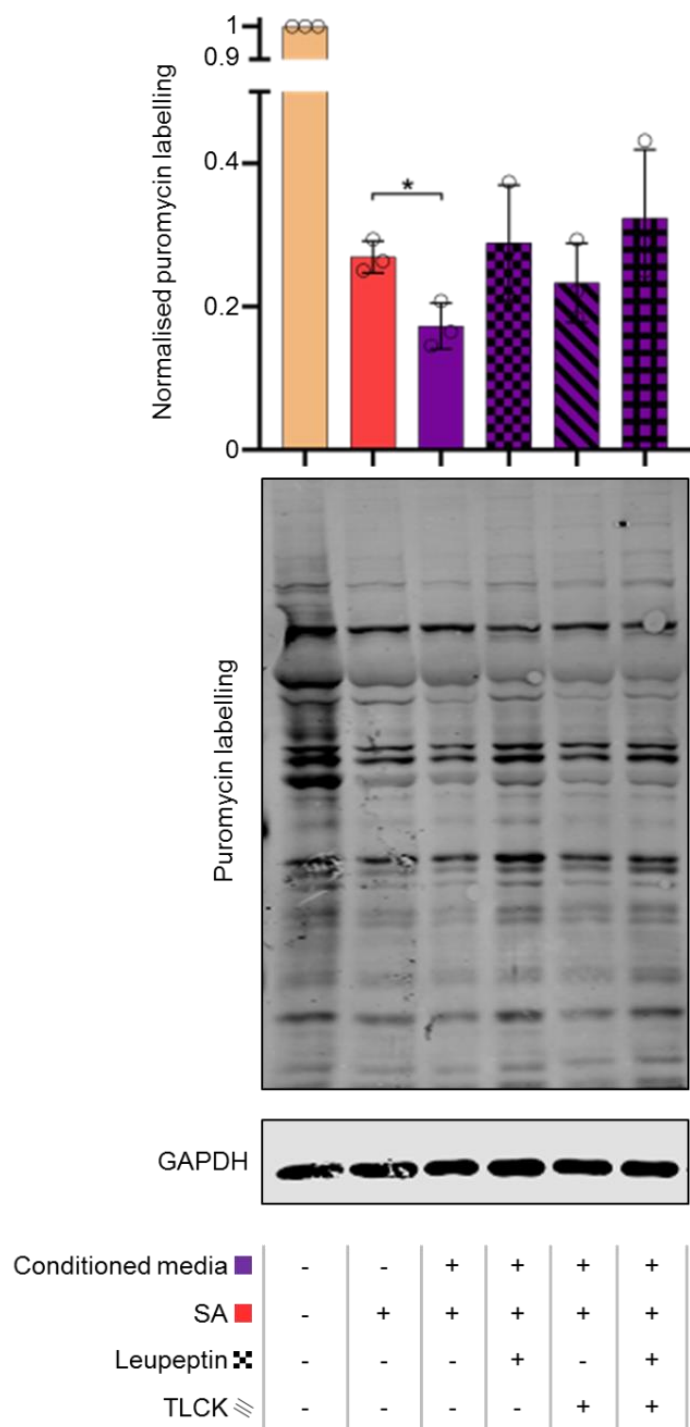 Normalised puromycin labelling
1
0.9
0.4
0.2
0
*
Puromycin labelling
GAPDH
Conditioned media - - + + + +
SA - + + + + +
Leupeptin - - - + - +
TLCK - - - - + +